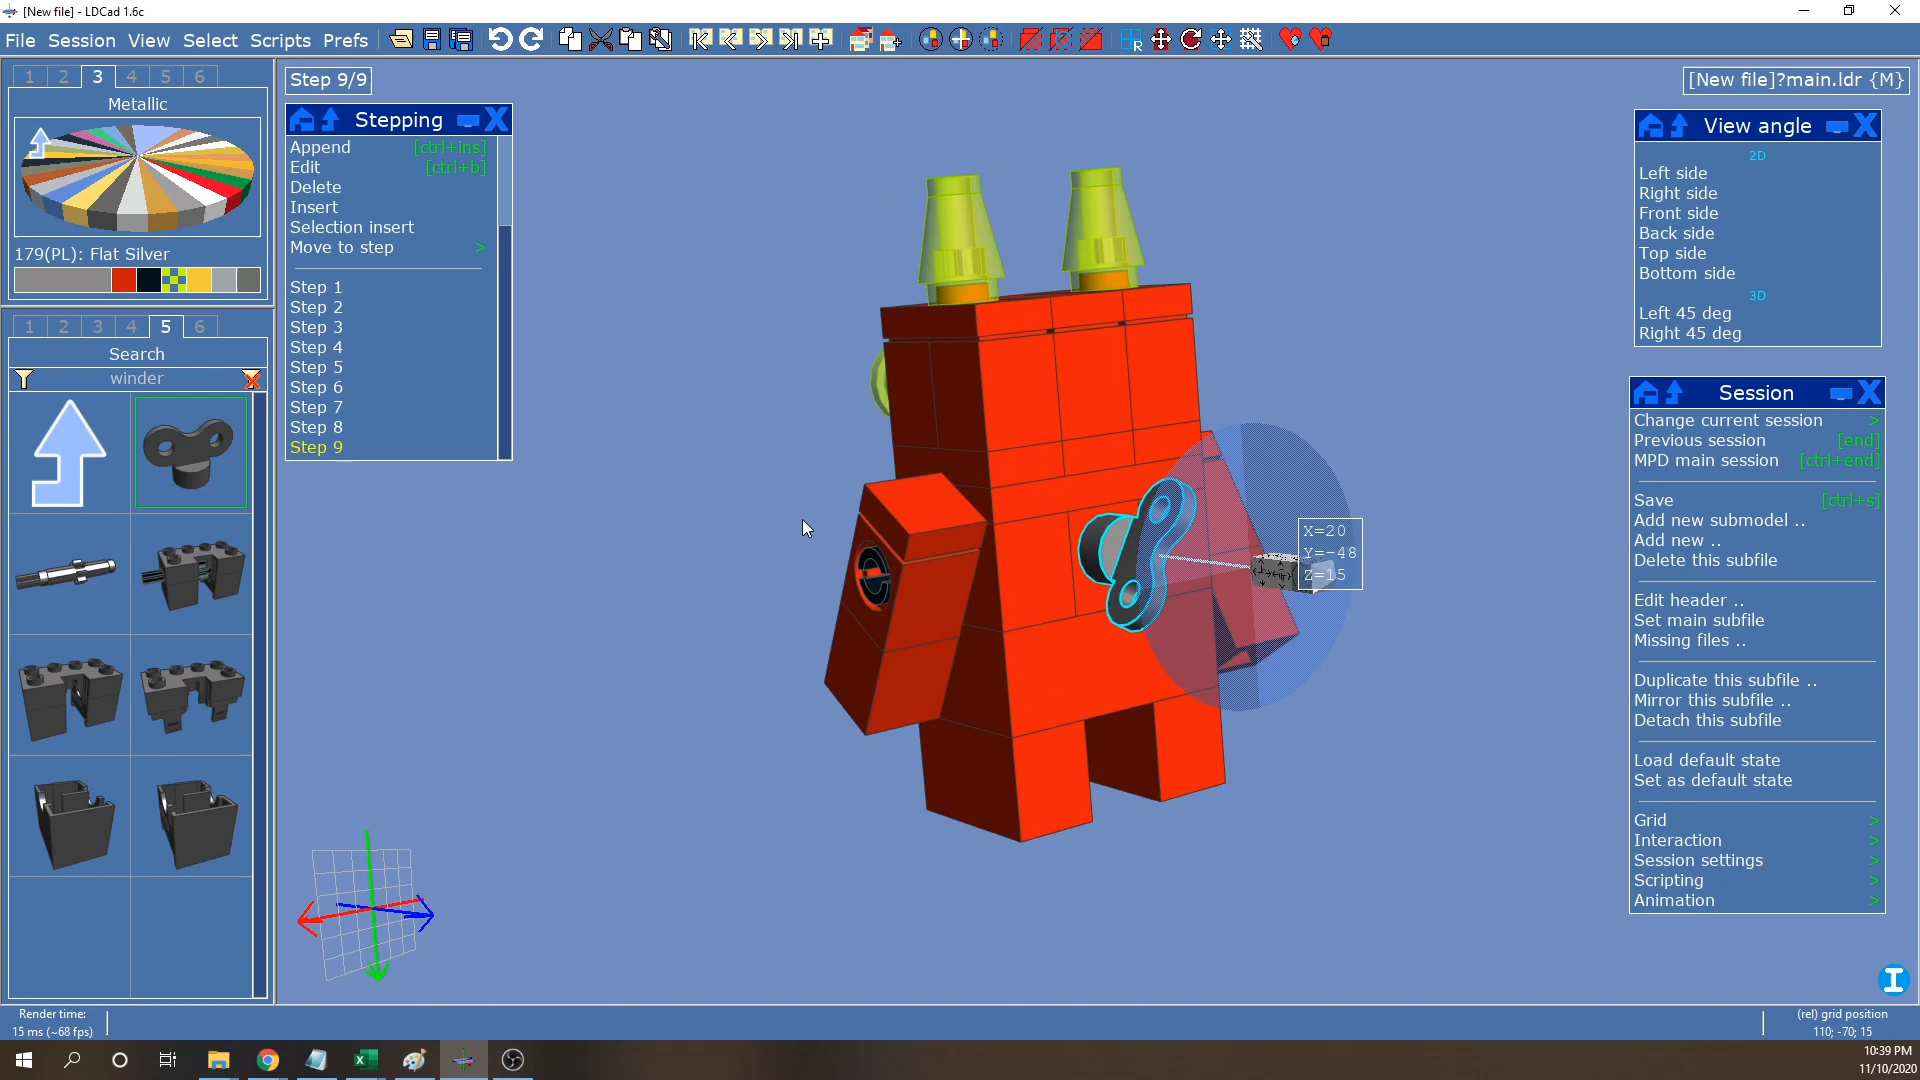 [New file] - LDCad 1.6c
File Session View Select Scripts Prefs
1 2 3 4 5 6
Metallic
179(PL): Flat Silver
1 2 3 4 5 6
Search
winder
Render time:
15 ms (~68 fps)
Step 9/9
Stepping
Append [ctrl+ins]
Edit [ctrl+b]
Delete
Insert
Selection insert
Move to step >
Step 1
Step 2
Step 3
Step 4
Step 5
Step 6
Step 7
Step 8
Step 9
X=20
Y=-48
Z=15
[New file]?main.ldr {M}
View angle
2D
Left side
Right side
Front side
Back side
Top side
Bottom side
3D
Left 45 deg
Right 45 deg
Session
Change current session >
Previous session [end]
MPD main session [ctrl+end]
Save [ctrl+s]
Add new submodel ..
Add new ..
Delete this subfile
Edit header ..
Set main subfile
Missing files ..
Duplicate this subfile ..
Mirror this subfile ..
Detach this subfile
Load default state
Set as default state
Grid >
Interaction >
Session settings >
Scripting >
Animation >
(rel) grid position
110; -70; 15
10:39 PM
11/10/2020